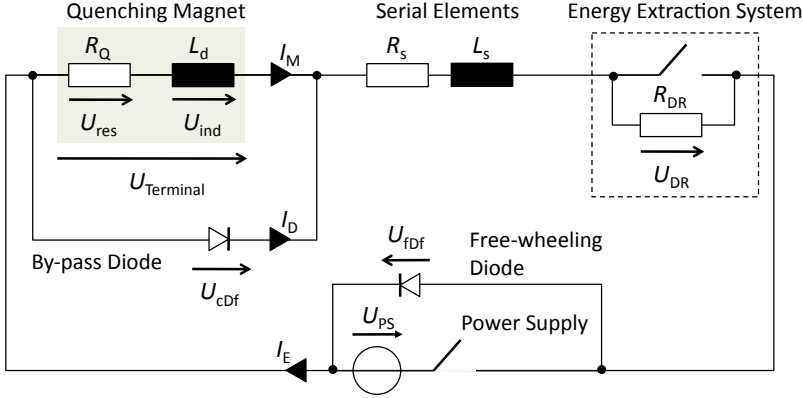 Quenching Magnet
Serial Elements
Energy Extraction System
R_Q
L_d
I_M
R_s
L_s
R_DR
U_res
U_ind
U_DR
U_Terminal
I_D
By-pass Diode
U_cDf
U_fDf
Free-wheeling
Diode
U_PS
Power Supply
I_E